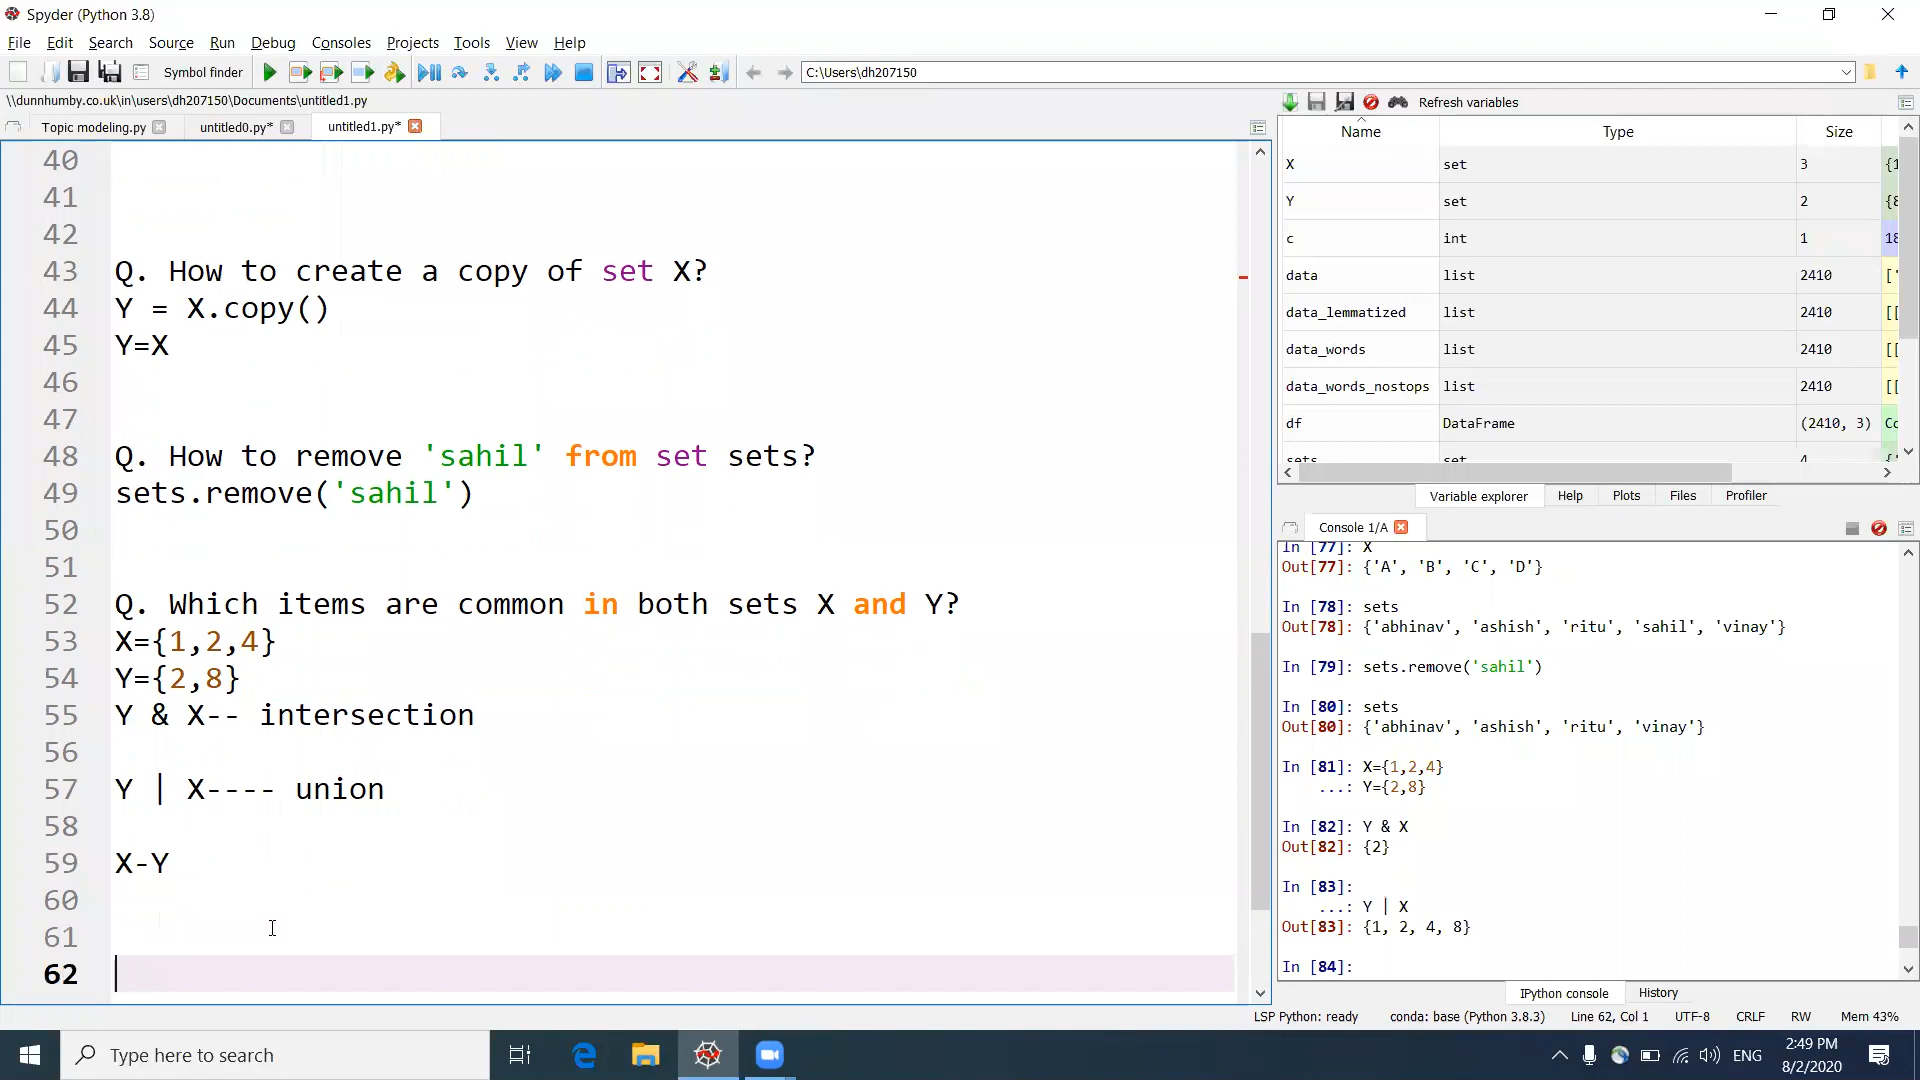 Spyder (Python 3.8)
File Edit Search Source Run Debug Consoles Projects Tools View Help
Symbol finder
C:\Users\dh207150
\\dunnhumby.co.uk\in\users\dh207150\Documents\untitled1.py
Topic modeling.py untitled0.py* untitled1.py*
40
41
42
43 Q. How to create a copy of set X?
44 Y = X.copy()
45 Y=X
46
47
48 Q. How to remove 'sahil' from set sets?
49 sets.remove('sahil')
50
51
52 Q. Which items are common in both sets X and Y?
53 X={1,2,4}
54 Y={2,8}
55 Y & X-- intersection
56
57 Y | X---- union
58
59 X-Y
60
61
62
Refresh variables
Name Type Size
X set 3 {1
Y set 2 {8
c int 1 18
data list 2410 ['
data_lemmatized list 2410 [[
data_words list 2410 [[
data_words_nostops list 2410 [[
df DataFrame (2410, 3) Co
sets set 4 {'
Variable explorer Help Plots Files Profiler
Console 1/A
In [77]: X
Out[77]: {'A', 'B', 'C', 'D'}
In [78]: sets
Out[78]: {'abhinav', 'ashish', 'ritu', 'sahil', 'vinay'}
In [79]: sets.remove('sahil')
In [80]: sets
Out[80]: {'abhinav', 'ashish', 'ritu', 'vinay'}
In [81]: X={1,2,4}
...: Y={2,8}
In [82]: Y & X
Out[82]: {2}
In [83]:
...: Y | X
Out[83]: {1, 2, 4, 8}
In [84]:
IPython console History
LSP Python: ready conda: base (Python 3.8.3) Line 62, Col 1 UTF-8 CRLF RW Mem 43%
Type here to search
ENG
2:49 PM
8/2/2020